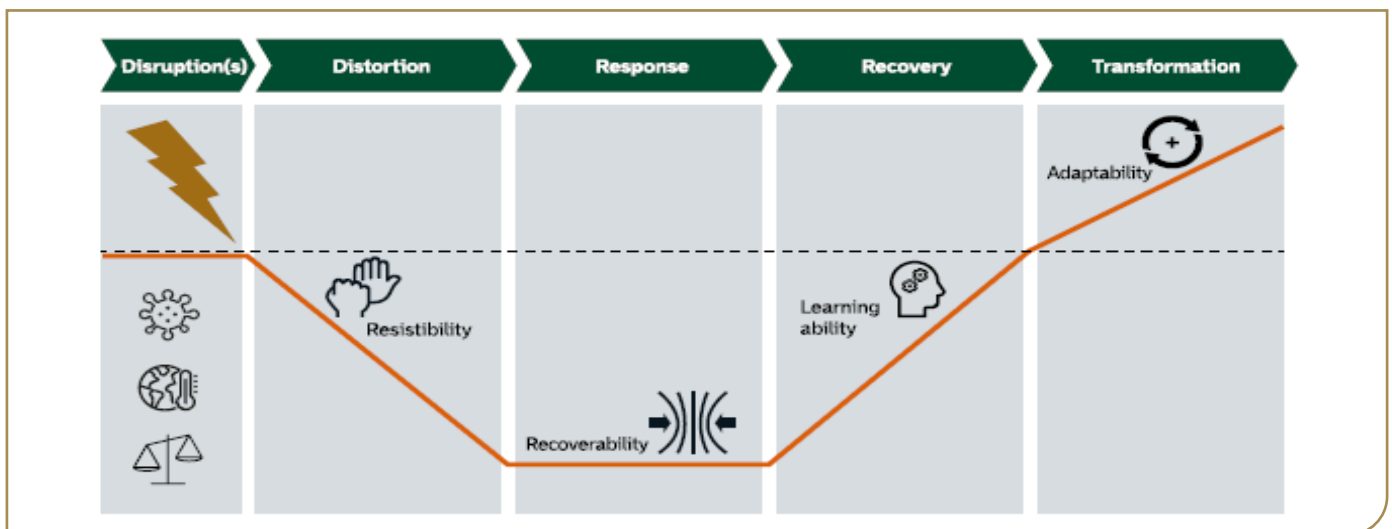 Disruption(s)
Distortion
Response
Recovery
Transformation
Adaptability
Resistibility
Learning
ability
Recoverability